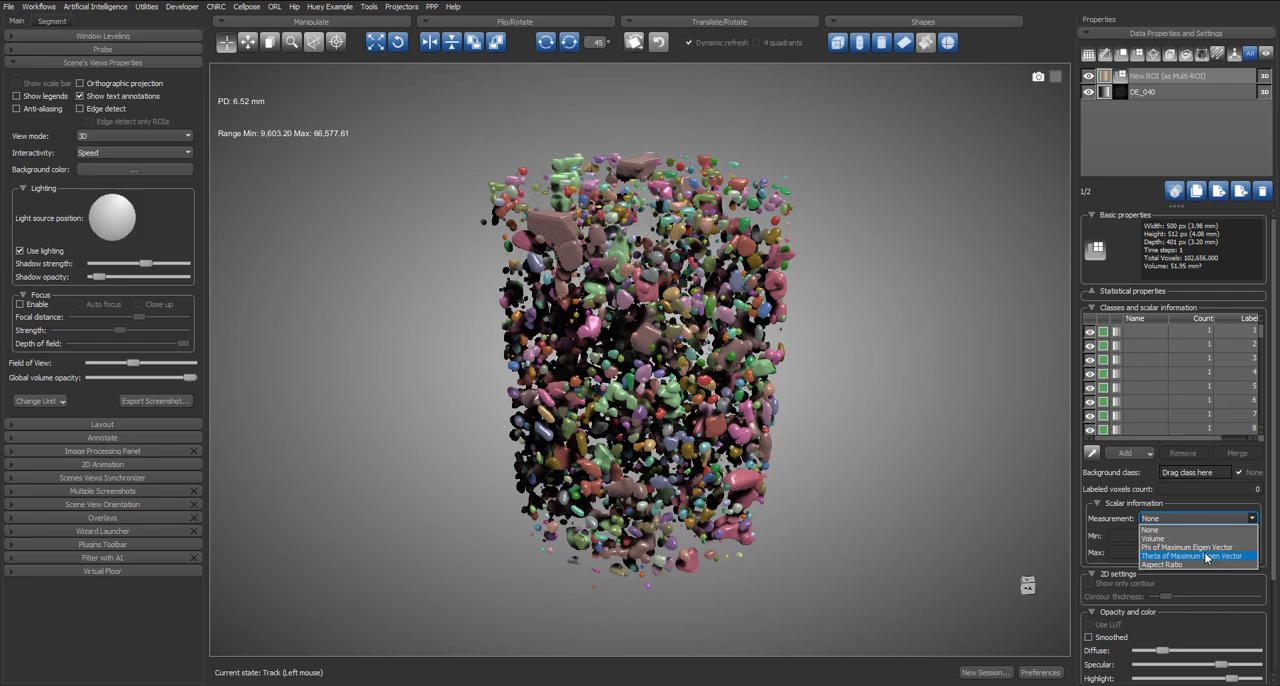 File Workflows Artificial Intelligence Utilities Developer CNRC Cellpose ORL Hip Huey Example Tools Projectors PPP Help
Main Segment
Manipulate Flip/Rotate Translate/Rotate Shapes
45 °
Dynamic refresh 4 quadrants
Window Leveling
Probe
Scene's Views Properties
Show scale bar Orthographic projection
Show legends Show text annotations
Anti-aliasing Edge detect
Edge detect only ROIs
View mode: 3D
Interactivity: Speed
Background color: ...
Lighting
Light source position:
Use lighting
Shadow strength:
Shadow opacity:
Focus
Enable Auto focus Close up
Focal distance:
Strength:
Depth of field:
Field of View:
Global volume opacity:
Change Unit Export Screenshot...
Layout
Annotate
Image Processing Panel X
2D Animation
Scenes Views Synchronizer
Multiple Screenshots X
Scene View Orientation X
Overlays
Wizard Launcher X
Plugins Toolbar
Filter with AI X
Virtual Floor
PD: 6.52 mm
Range Min: 9,603.20 Max: 66,577.61
Current state: Track (Left mouse)
New Session... Preferences
Properties
Data Properties and Settings
All
New ROI (as Multi-ROI) 3D
DE_040 3D
1/2
Basic properties
Width: 500 px (3.98 mm)
Height: 512 px (4.08 mm)
Depth: 401 px (3.20 mm)
Time steps: 1
Total Voxels: 102,656,000
Volume: 51.95 mm³
Statistical properties
Classes and scalar information
Name Count Label
1 1
1 2
1 3
1 4
1 5
1 6
1 7
1 8
Add Remove Merge
Background class: Drag class here None
Labeled voxels count: 0
Scalar information
Measurement: None
None
Min:
Volume
Phi of Maximum Eigen Vector
Max:
Theta of Maximum Eigen Vector
Aspect Ratio
2D settings
Show only contour
Contour thickness:
Opacity and color
Use LUT
Smoothed
Diffuse:
Specular:
Highlight: